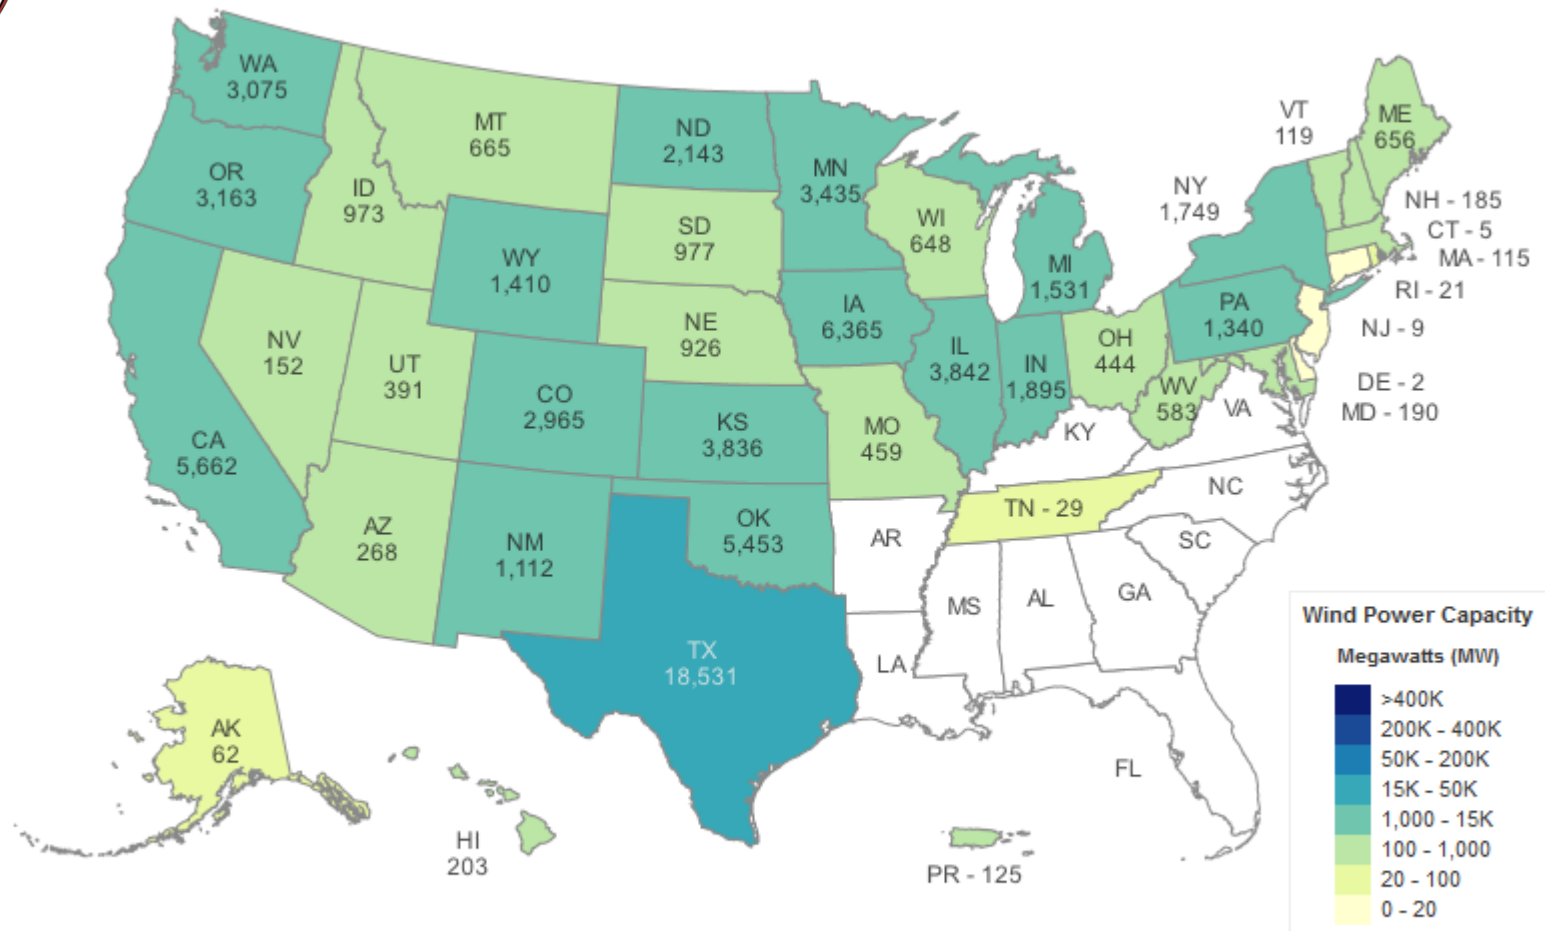 WA
3,075
MT
665
ND
2,143
MN
3,435
VT
119
ME
656
OR
3,163
ID
973
SD
977
WI
648
NY
1,749
NH - 185
CT - 5
MA - 115
RI - 21
NJ - 9
DE - 2
MD - 190
WY
1,410
MI
1,531
IA
6,365
PA
1,340
NE
926
NV
152
UT
391
CO
2,965
IL
3,842
IN
1,895
OH
444
WV
583
VA
KY
KS
3,836
MO
459
CA
5,662
NC
TN - 29
AZ
268
NM
1,112
OK
5,453
AR
SC
MS
AL
GA
TX
18,531
LA
FL
AK
62
HI
203
PR - 125
Wind Power Capacity
Megawatts (MW)
>400K
200K - 400K
50K - 200K
15K - 50K
1,000 - 15K
100 - 1,000
20 - 100
0 - 20